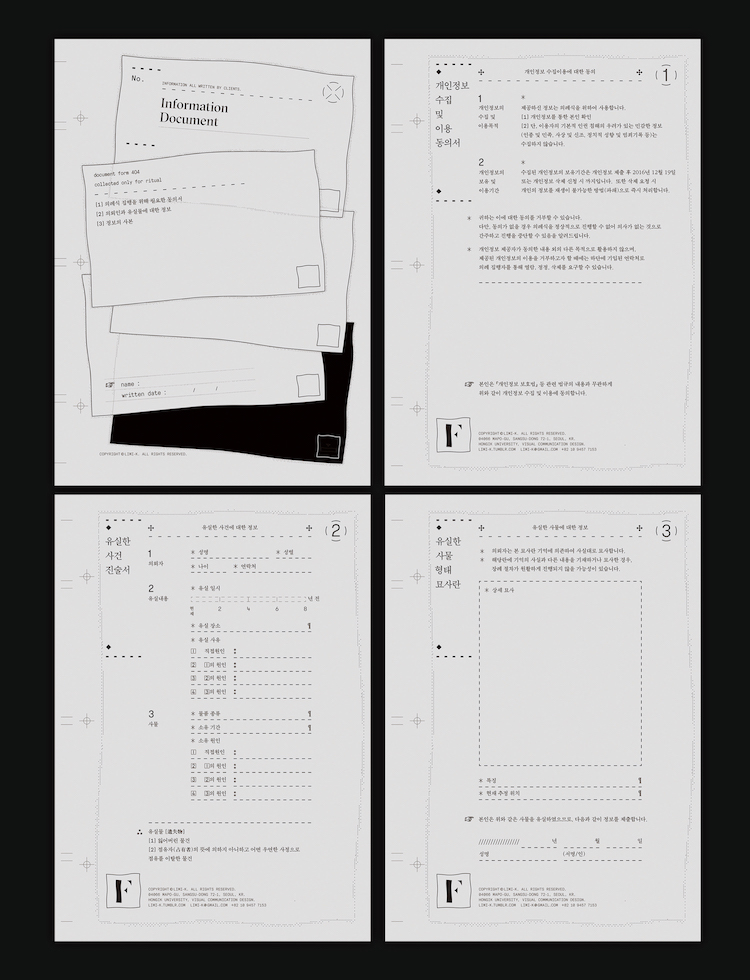 No.
INFORMATION ALL WRITTEN BY CLIENTS.
Information
Document
document form 404
collected only for ritual
[1] 의례식 집행을 위해 필요한 동의서
[2] 의뢰인과 유실물에 대한 정보
[3] 정보의 사본
☞ name :
written date : / /
COPYRIGHT©LIMI-K. ALL RIGHTS RESERVED.
개인정보
수집
및
이용
동의서
개인정보 수집이용에 대한 동의
(1)
1
개인정보의
수집 및
이용목적
*
제공하신 정보는 의례식을 위하여 사용합니다.
[1] 개인정보를 통한 본인 확인
[2] 단, 이용자의 기본적 인권 침해의 우려가 있는 민감한 정보
(인종 및 민족, 사상 및 신조, 정치적 성향 및 범죄기록 등)는
수집하지 않습니다.
2
개인정보의
보유 및
이용기간
*
수집된 개인정보의 보유기간은 개인정보 제출 후 2016년 12월 19일
또는 개인정보 삭제 신청 시 까지입니다. 또한 삭제 요청 시
개인의 정보를 재생이 불가능한 방법(파쇄)으로 즉시 처리합니다.
* 귀하는 이에 대한 동의를 거부할 수 있습니다.
다만, 동의가 없을 경우 의례식을 정상적으로 진행할 수 없어 의사가 없는 것으로
간주하고 진행을 중단할 수 있음을 알려드립니다.
* 개인정보 제공자가 동의한 내용 외의 다른 목적으로 활용하지 않으며,
제공된 개인정보의 이용을 거부하고자 할 때에는 하단에 기입된 연락처로
의례 집행자를 통해 열람, 정정, 삭제를 요구할 수 있습니다.
☞ 본인은 「개인정보 보호법」 등 관련 법규의 내용과 무관하게
위와 같이 개인정보 수집 및 이용에 동의합니다.
F
COPYRIGHT©LIMI-K. ALL RIGHTS RESERVED.
04066 MAPO-GU, SANGSU-DONG 72-1, SEOUL, KR.
HONGIK UNIVERSITY, VISUAL COMMUNICATION DESIGN.
LIMI-K.TUMBLR.COM LIMI-K@GMAIL.COM +82 10 9457 7153
유실한
사건
진술서
유실한 사건에 대한 정보
(2)
1
의뢰자
* 성명 * 성별
* 나이 * 연락처
2
유실내용
* 유실 일시
년 전
현재 2 4 6 8
* 유실 장소
* 유실 사유
[1] 직접원인 :
[2] [1]의 원인 :
[3] [2]의 원인 :
[4] [3]의 원인 :
3
사물
* 물품 종류
* 소유 기간
* 소유 원인
[1] 직접원인 :
[2] [1]의 원인 :
[3] [2]의 원인 :
[4] [3]의 원인 :
유실물 [遺失物]
[1] 잃어버린 물건
[2] 점유자(占有者)의 뜻에 의하지 아니하고 어떤 우연한 사정으로
점유를 이탈한 물건
F
COPYRIGHT©LIMI-K. ALL RIGHTS RESERVED.
04066 MAPO-GU, SANGSU-DONG 72-1, SEOUL, KR.
HONGIK UNIVERSITY, VISUAL COMMUNICATION DESIGN.
LIMI-K.TUMBLR.COM LIMI-K@GMAIL.COM +82 10 9457 7153
유실한
사물
형태
묘사란
유실한 사물에 대한 정보
(3)
* 의뢰자는 본 묘사란 기억에 의존하여 사실대로 묘사합니다.
* 해당란에 기억의 사실과 다른 내용을 기재하거나 묘사한 경우,
상례 절차가 원활하게 진행되지 않을 가능성이 있습니다.
* 상세 묘사
* 특징
* 현재 추정 위치
☞ 본인은 위와 같은 사물을 유실하였으므로, 다음과 같이 정보를 제출합니다.
////////////////// 년 월 일
성명 (서명/인)
F
COPYRIGHT©LIMI-K. ALL RIGHTS RESERVED.
04066 MAPO-GU, SANGSU-DONG 72-1, SEOUL, KR.
HONGIK UNIVERSITY, VISUAL COMMUNICATION DESIGN.
LIMI-K.TUMBLR.COM LIMI-K@GMAIL.COM +82 10 9457 7153